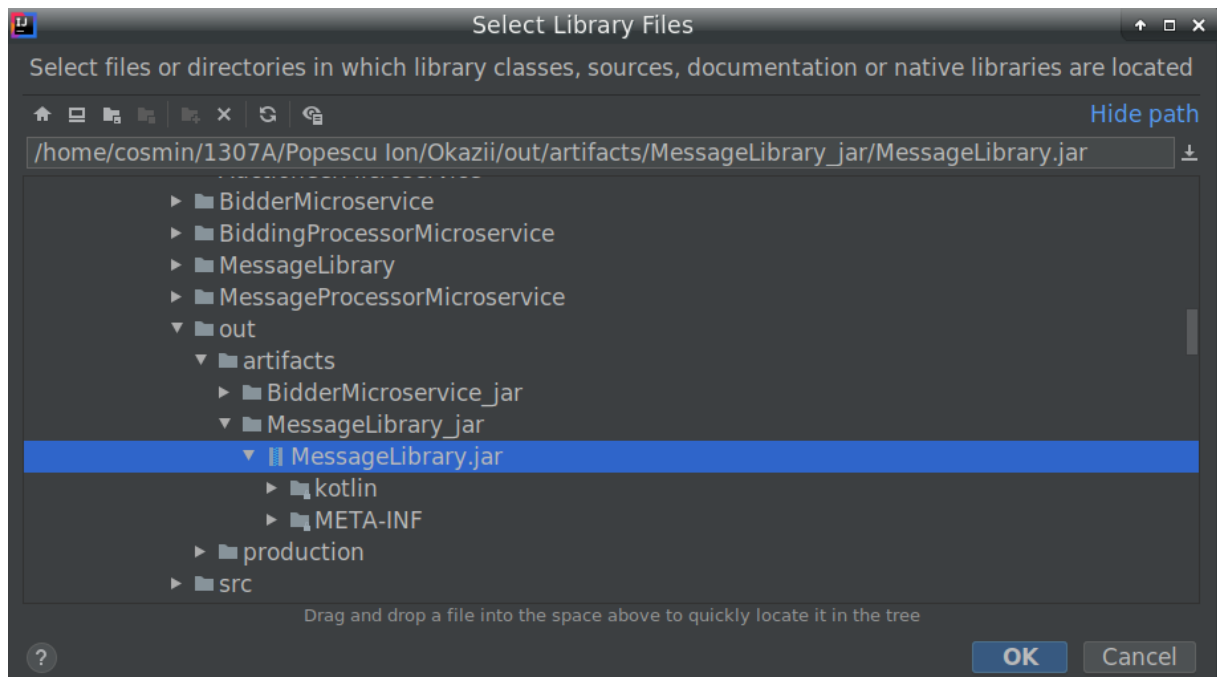 Select Library Files
Select files or directories in which library classes, sources, documentation or native libraries are located
Hide path
/home/cosmin/1307A/Popescu Ion/Okazii/out/artifacts/MessageLibrary_jar/MessageLibrary.jar
BidderMicroservice
BiddingProcessorMicroservice
MessageLibrary
MessageProcessorMicroservice
out
artifacts
BidderMicroservice_jar
MessageLibrary_jar
MessageLibrary.jar
kotlin
META-INF
production
src
Drag and drop a file into the space above to quickly locate it in the tree
? OK Cancel